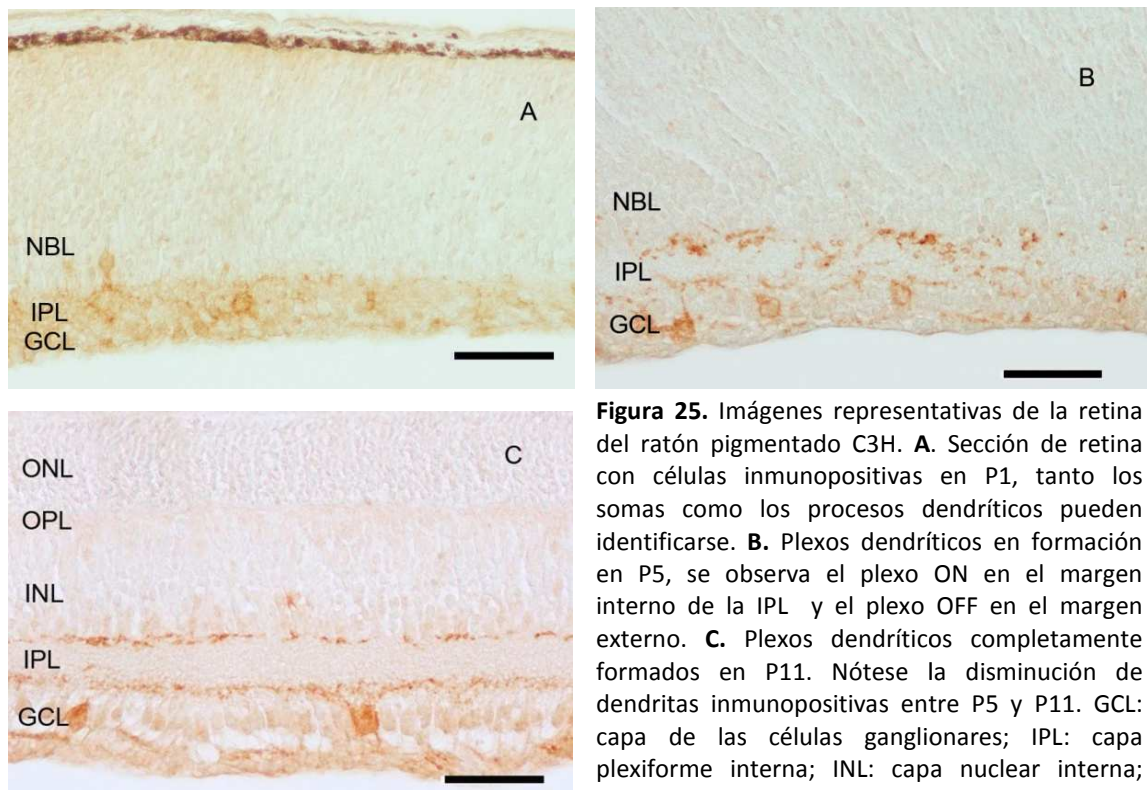 A
NBL
IPL
GCL
B
NBL
IPL
GCL
C
ONL
OPL
INL
IPL
GCL
Figura 25. Imágenes representativas de la retina
del ratón pigmentado C3H. A. Sección de retina
con células inmunopositivas en P1, tanto los
somas como los procesos dendríticos pueden
identificarse. B. Plexos dendríticos en formación
en P5, se observa el plexo ON en el margen
interno de la IPL y el plexo OFF en el margen
externo. C. Plexos dendríticos completamente
formados en P11. Nótese la disminución de
dendritas inmunopositivas entre P5 y P11. GCL:
capa de las células ganglionares; IPL: capa
plexiforme interna; INL: capa nuclear interna;